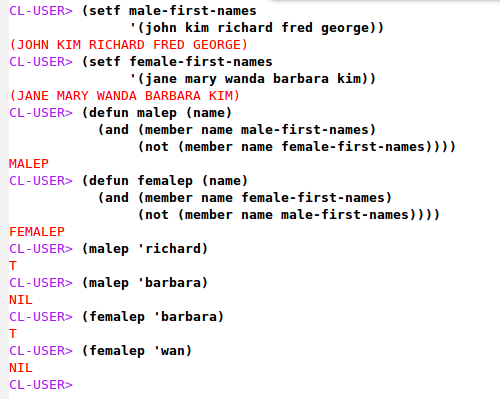 CL-USER> (setf male-first-names
               '(john kim richard fred george))
(JOHN KIM RICHARD FRED GEORGE)
CL-USER> (setf female-first-names
               '(jane mary wanda barbara kim))
(JANE MARY WANDA BARBARA KIM)
CL-USER> (defun malep (name)
           (and (member name male-first-names)
                (not (member name female-first-names))))
MALEP
CL-USER> (defun femalep (name)
           (and (member name female-first-names)
                (not (member name male-first-names))))
FEMALEP
CL-USER> (malep 'richard)
T
CL-USER> (malep 'barbara)
NIL
CL-USER> (femalep 'barbara)
T
CL-USER> (femalep 'wan)
NIL
CL-USER>